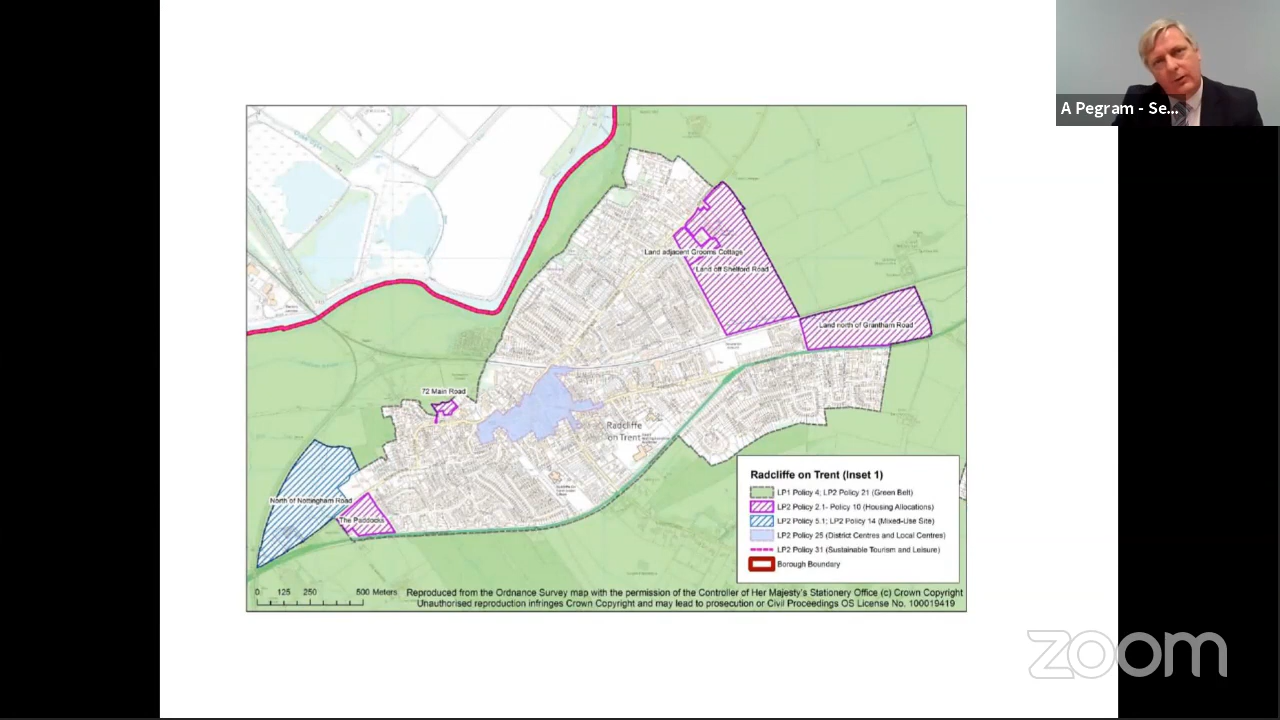 A Pegram - Se...
Land adjacent Grooms Cottage
Land off Shelford Road
Land north of Grantham Road
72 Main Road
Radcliffe
on Trent
North of Nottingham Road
The Paddocks
Radcliffe on Trent (Inset 1)
LP1 Policy 4; LP2 Policy 21 (Green Belt)
LP2 Policy 2.1- Policy 10 (Housing Allocations)
LP2 Policy 5.1; LP2 Policy 14 (Mixed-Use Site)
LP2 Policy 25 (District Centres and Local Centres)
LP2 Policy 31 (Sustainable Tourism and Leisure)
Borough Boundary
0 125 250 500 Meters
Reproduced from the Ordnance Survey map with the permission of the Controller of Her Majesty's Stationery Office (c) Crown Copyright
Unauthorised reproduction infringes Crown Copyright and may lead to prosecution or Civil Proceedings OS License No. 100019419
zoom